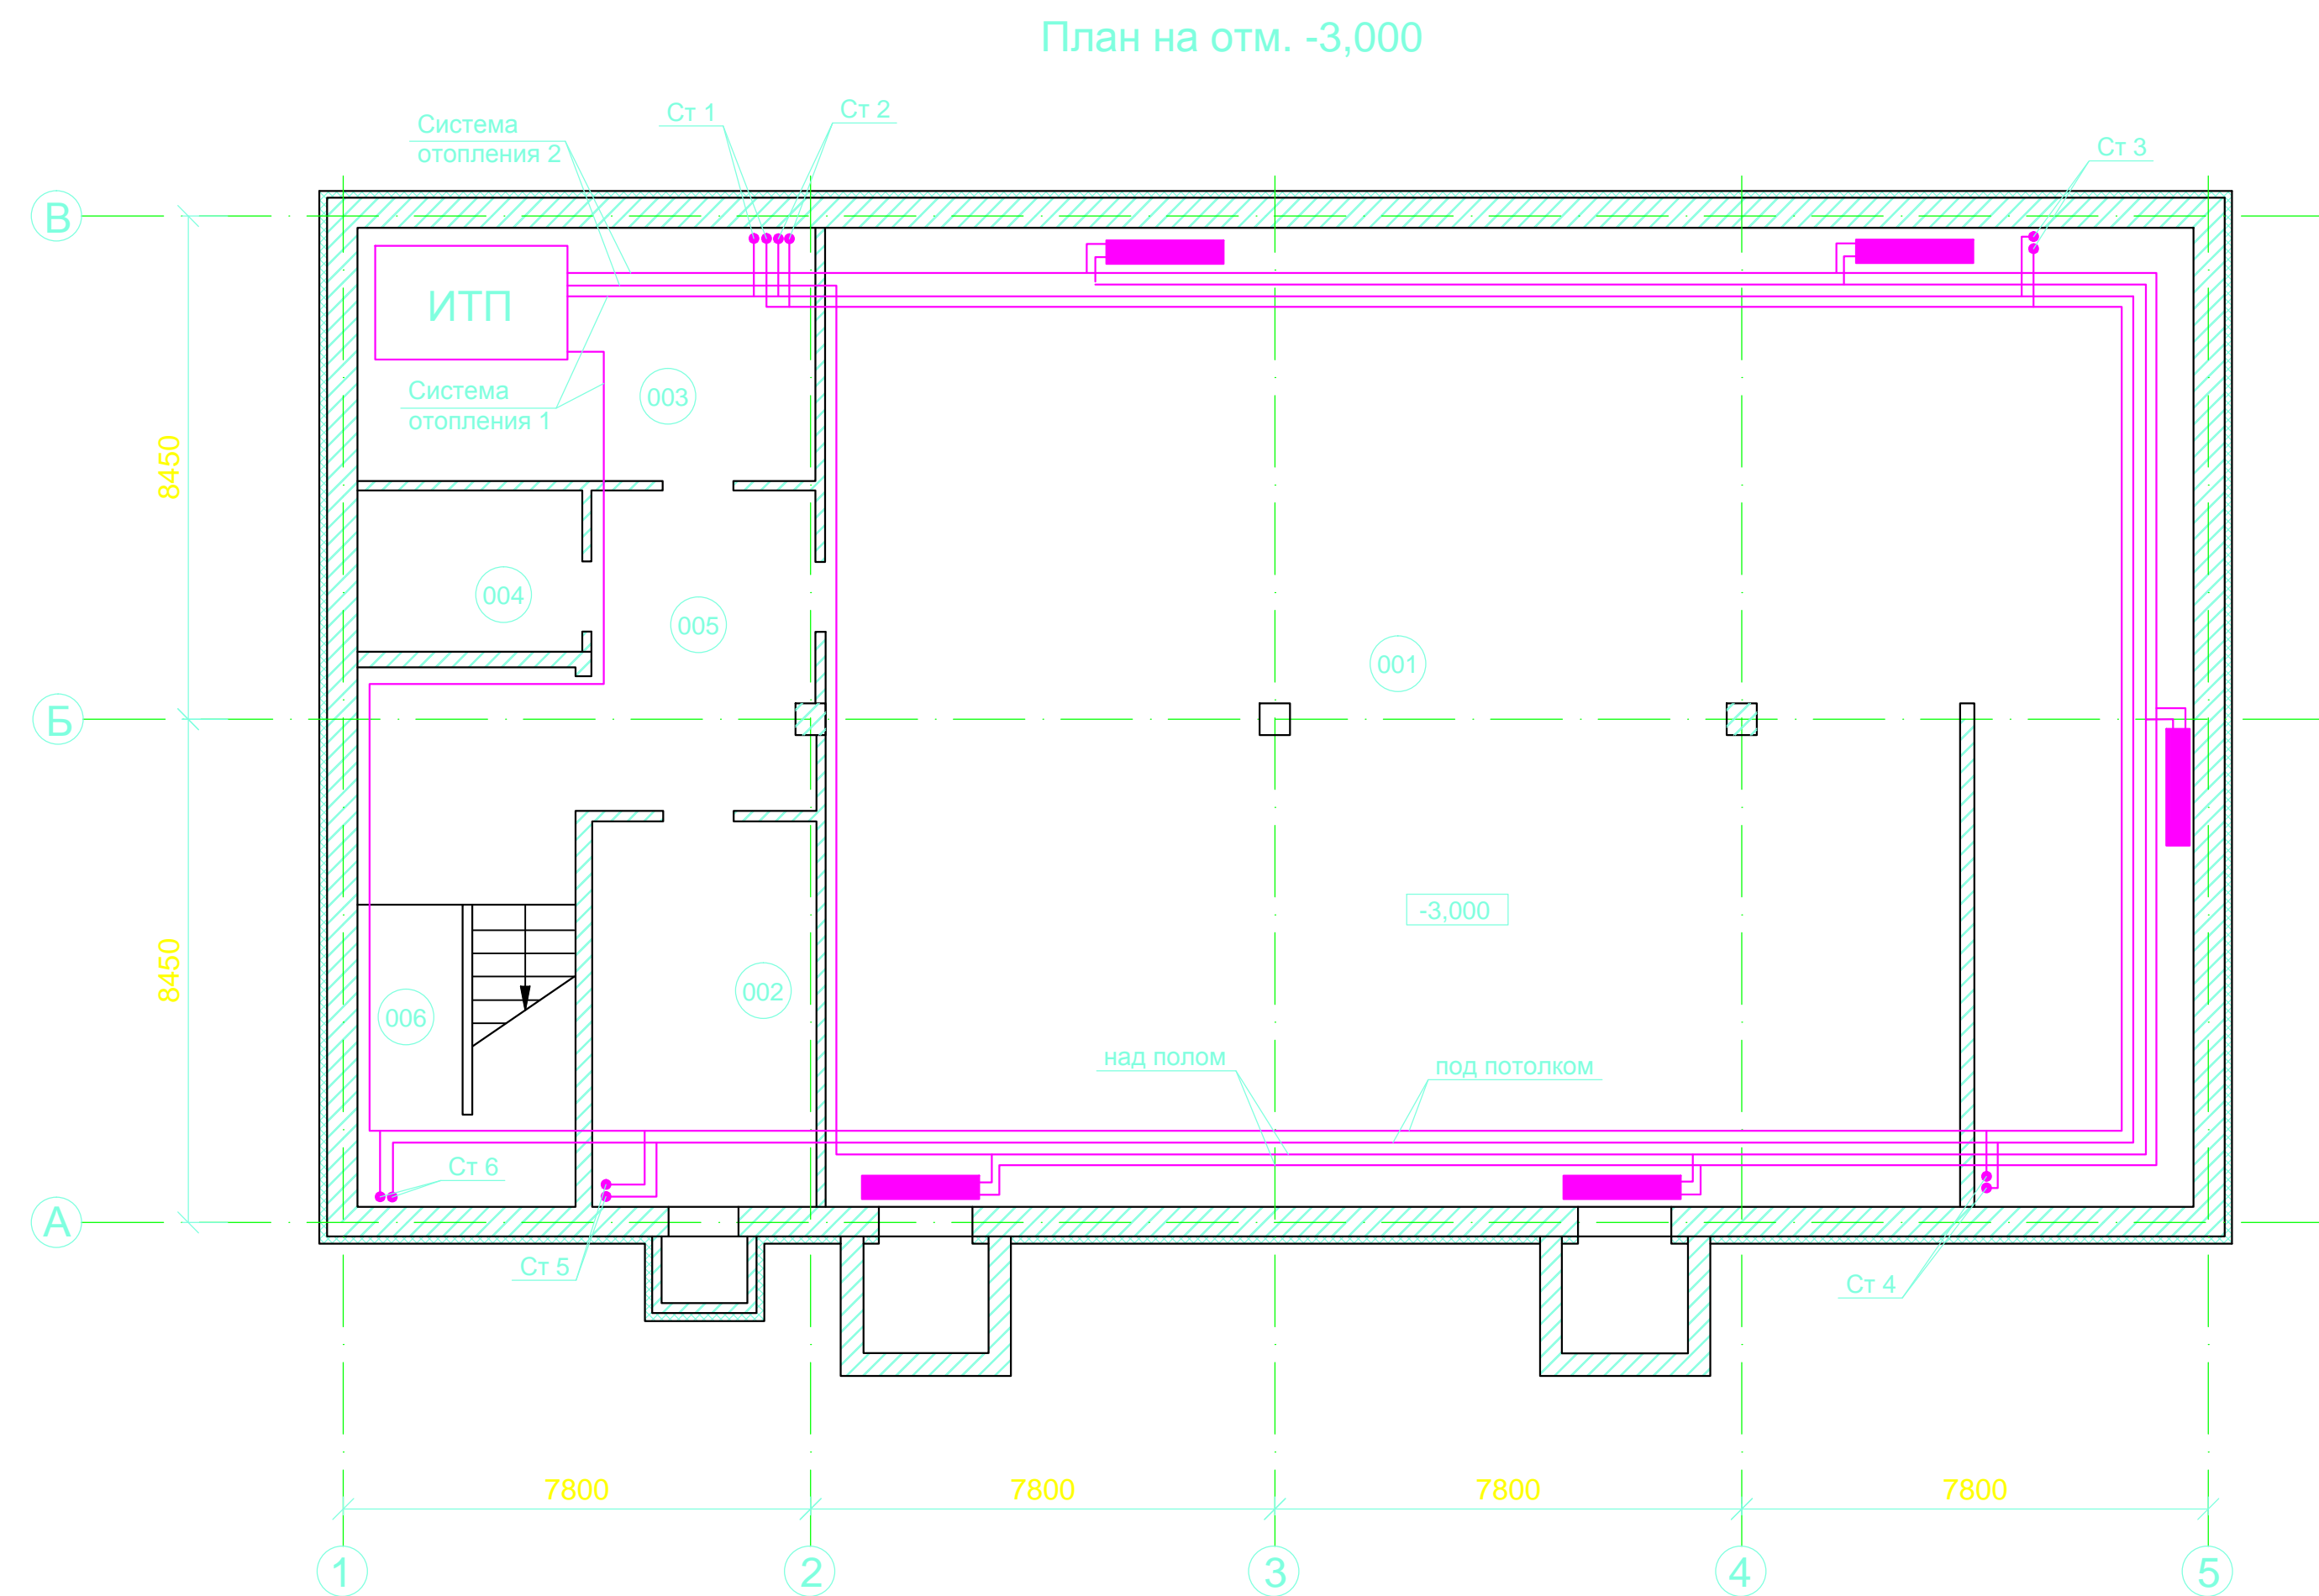 План на отм. -3,000
Система
отопления 2
Ст 1
Ст 2
Ст 3
В
ИТП
Система
отопления 1
003
8450
004
005
001
Б
-3,000
8450
002
006
над полом
под потолком
Ст 6
А
Ст 5
Ст 4
7800
7800
7800
7800
1
2
3
4
5